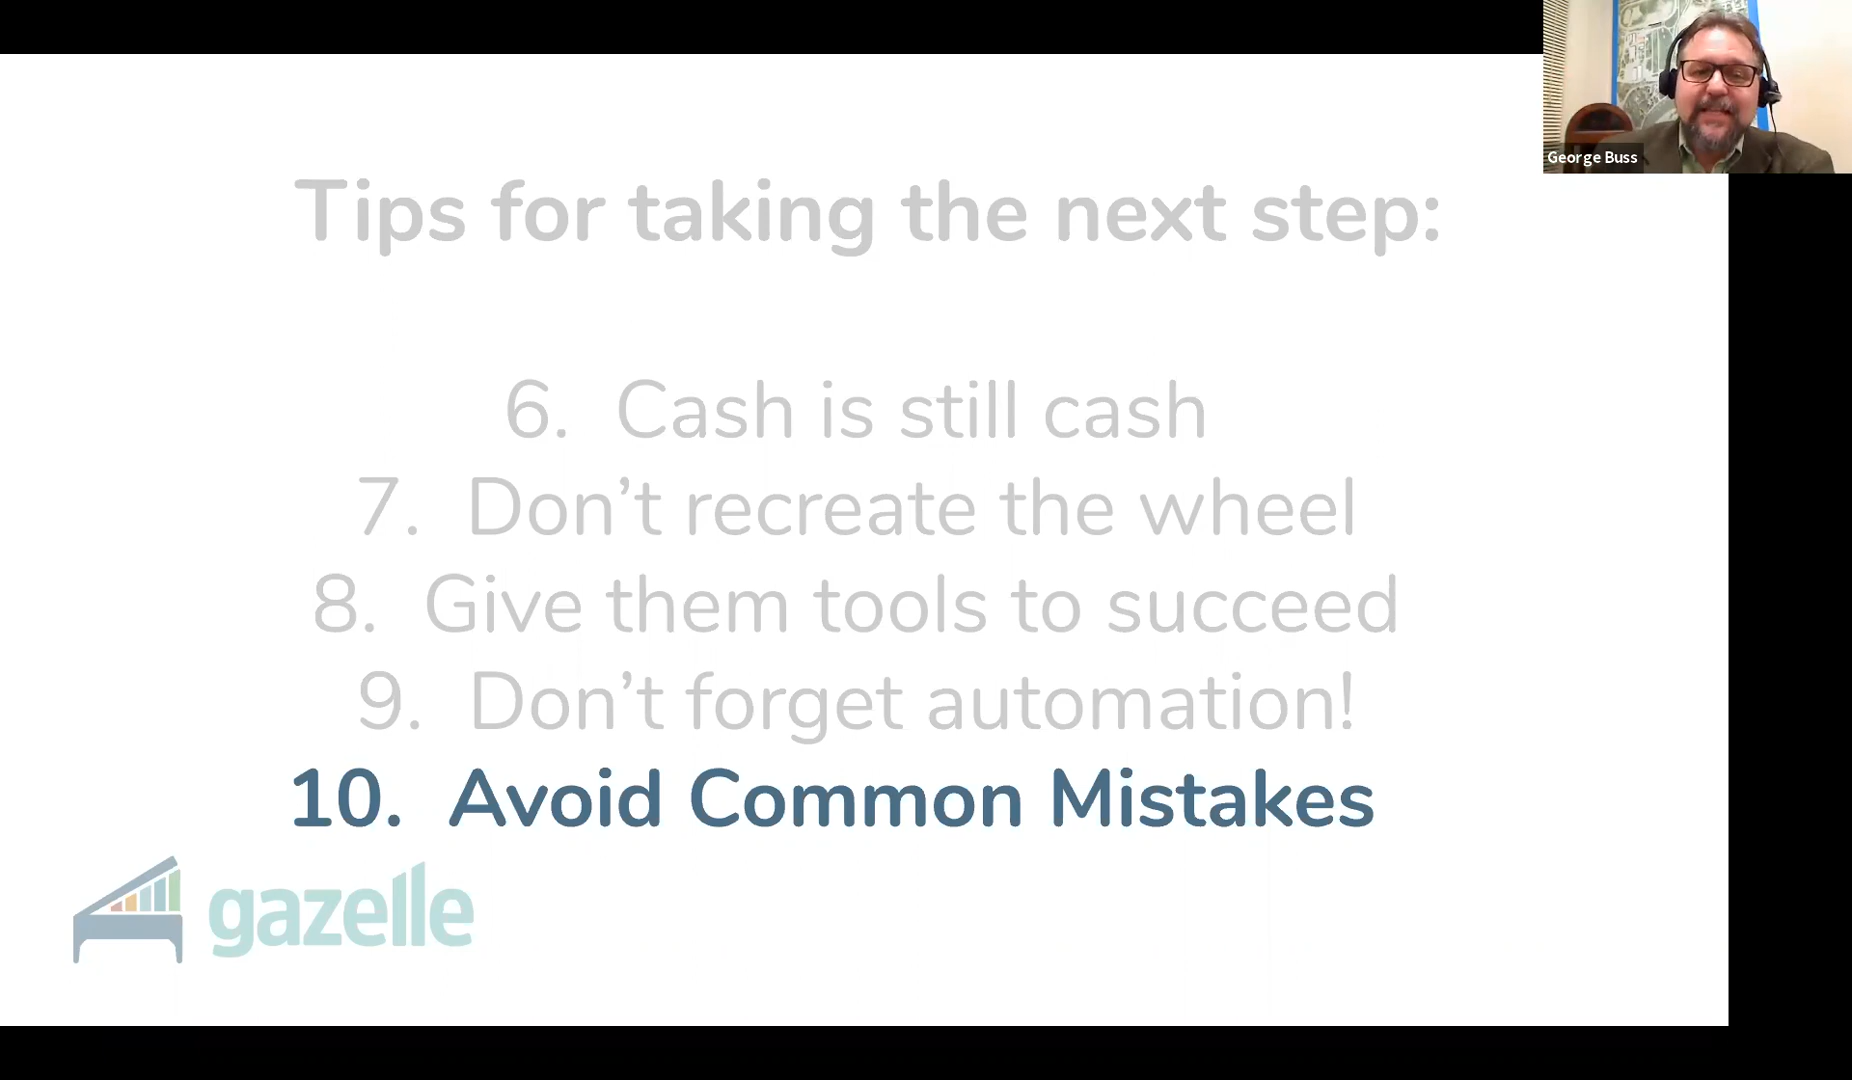 George Buss
Tips for taking the next step:
6. Cash is still cash
7. Don’t recreate the wheel
8. Give them tools to succeed
9. Don’t forget automation!
10. Avoid Common Mistakes
gazelle